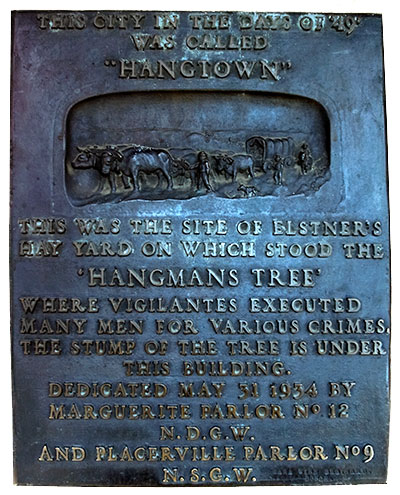 THIS CITY IN THE DAYS OF '49'
WAS CALLED
"HANGTOWN"
THIS WAS THE SITE OF ELSTNER'S
HAY YARD ON WHICH STOOD THE
'HANGMANS TREE'
WHERE VIGILANTES EXECUTED
MANY MEN FOR VARIOUS CRIMES.
THE STUMP OF THE TREE IS UNDER
THIS BUILDING.
DEDICATED MAY 31 1934 BY
MARGUERITE PARLOR No. 12
N.D.G.W.
AND PLACERVILLE PARLOR No 9
N.S.G.W.